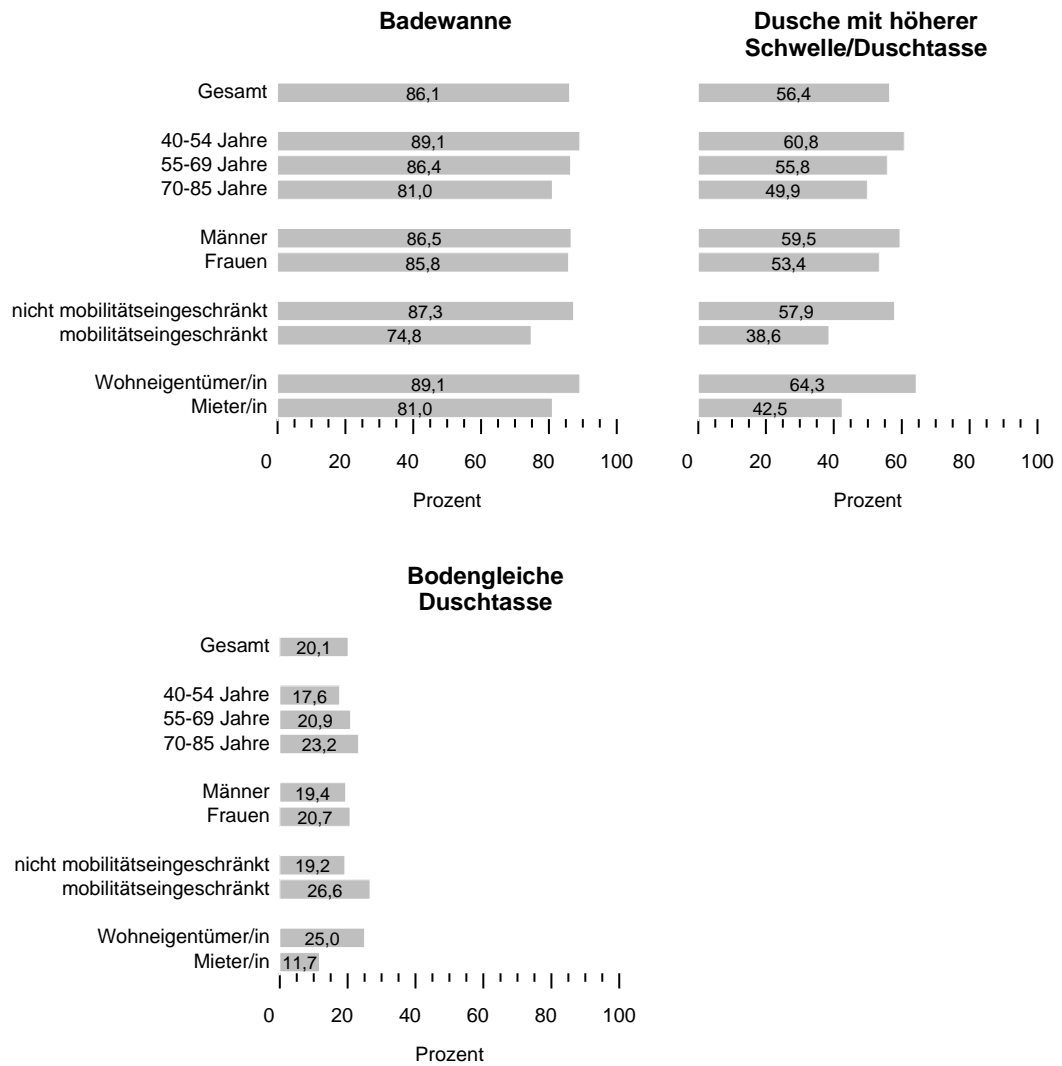 Badewanne
Gesamt 86,1
40-54 Jahre 89,1
55-69 Jahre 86,4
70-85 Jahre 81,0
Männer 86,5
Frauen 85,8
nicht mobilitätseingeschränkt 87,3
mobilitätseingeschränkt 74,8
Wohneigentümer/in 89,1
Mieter/in 81,0
0 20 40 60 80 100
Prozent
Dusche mit höherer
Schwelle/Duschtasse
56,4
60,8
55,8
49,9
59,5
53,4
57,9
38,6
64,3
42,5
0 20 40 60 80 100
Prozent
Bodengleiche
Duschtasse
Gesamt 20,1
40-54 Jahre 17,6
55-69 Jahre 20,9
70-85 Jahre 23,2
Männer 19,4
Frauen 20,7
nicht mobilitätseingeschränkt 19,2
mobilitätseingeschränkt 26,6
Wohneigentümer/in 25,0
Mieter/in 11,7
0 20 40 60 80 100
Prozent